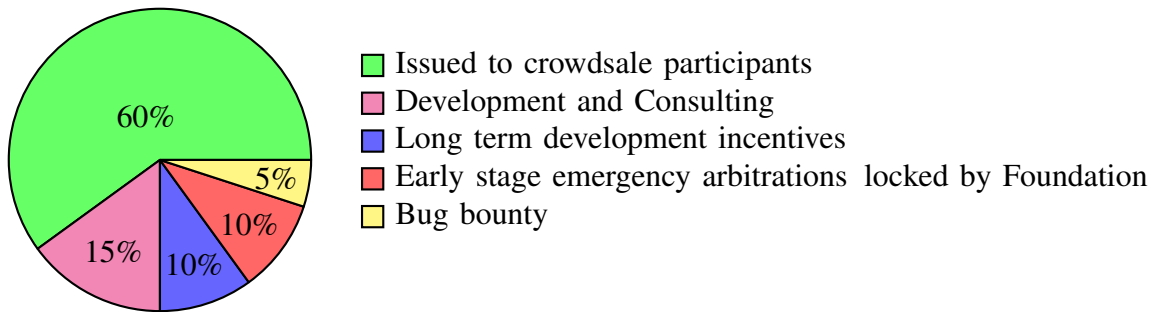 60%
15%
10%
10%
5%
Issued to crowdsale participants
Development and Consulting
Long term development incentives
Early stage emergency arbitrations locked by Foundation
Bug bounty